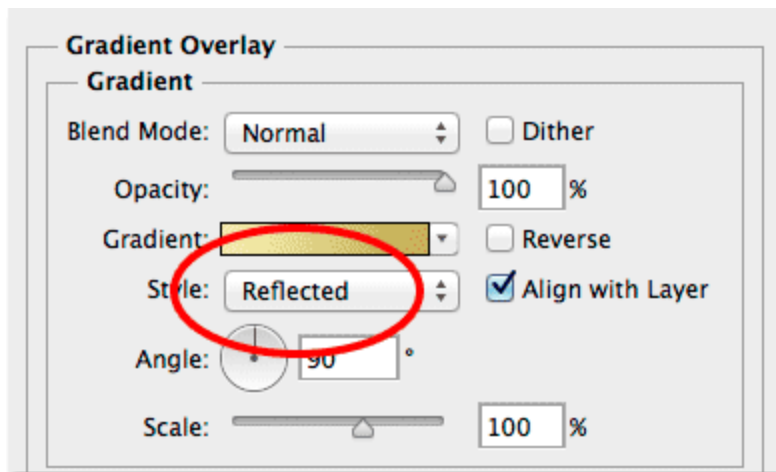 Gradient Overlay
Gradient
Blend Mode: Normal Dither
Opacity: 100 %
Gradient: Reverse
Style: Reflected Align with Layer
Angle: 90 °
Scale: 100 %